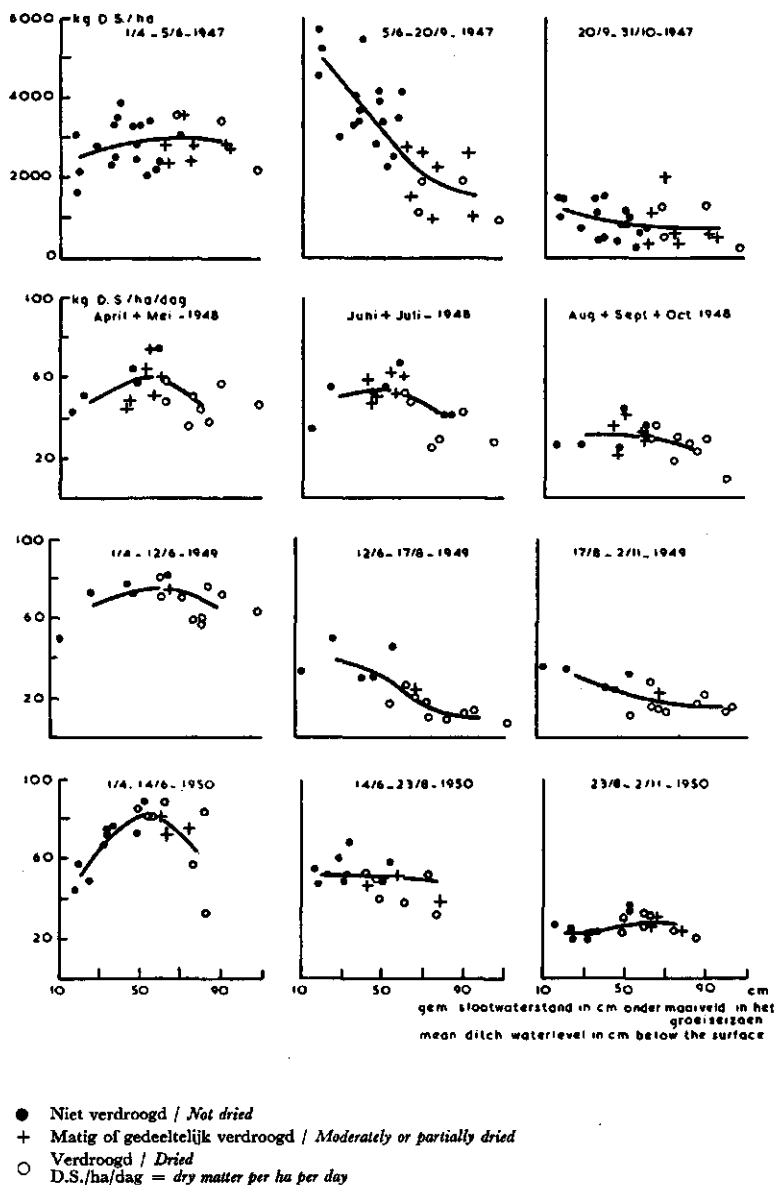 kg D.S./ha
1/4-5/6-1947
5/6-20/9-1947
20/9-31/10-1947
6000
4000
2000
0
kg D.S./ha/dag
April + Mei - 1948
Juni + Juli - 1948
Aug + Sept + Oct 1948
100
60
20
1/4-12/6-1949
12/6-17/8-1949
17/8-2/11-1949
100
60
20
1/4-14/6-1950
14/6-23/8-1950
23/8-2/11-1950
100
60
20
10 50 90
10 50 90
10 50 90 cm
gem slootwaterstand in cm onder maaiveld in het
groeiseizoen
mean ditch waterlevel in cm below the surface
● Niet verdroogd / Not dried
+ Matig of gedeeltelijk verdroogd / Moderately or partially dried
○ Verdroogd / Dried
D.S./ha/dag = dry matter per ha per day